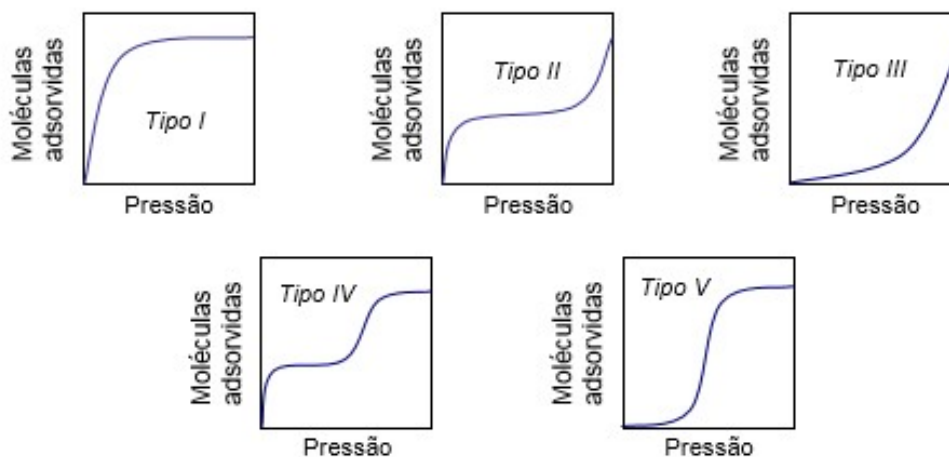 Moléculas
adsorvidas
Tipo I
Pressão
Moléculas
adsorvidas
Tipo II
Pressão
Moléculas
adsorvidas
Tipo III
Pressão
Moléculas
adsorvidas
Tipo IV
Pressão
Moléculas
adsorvidas
Tipo V
Pressão